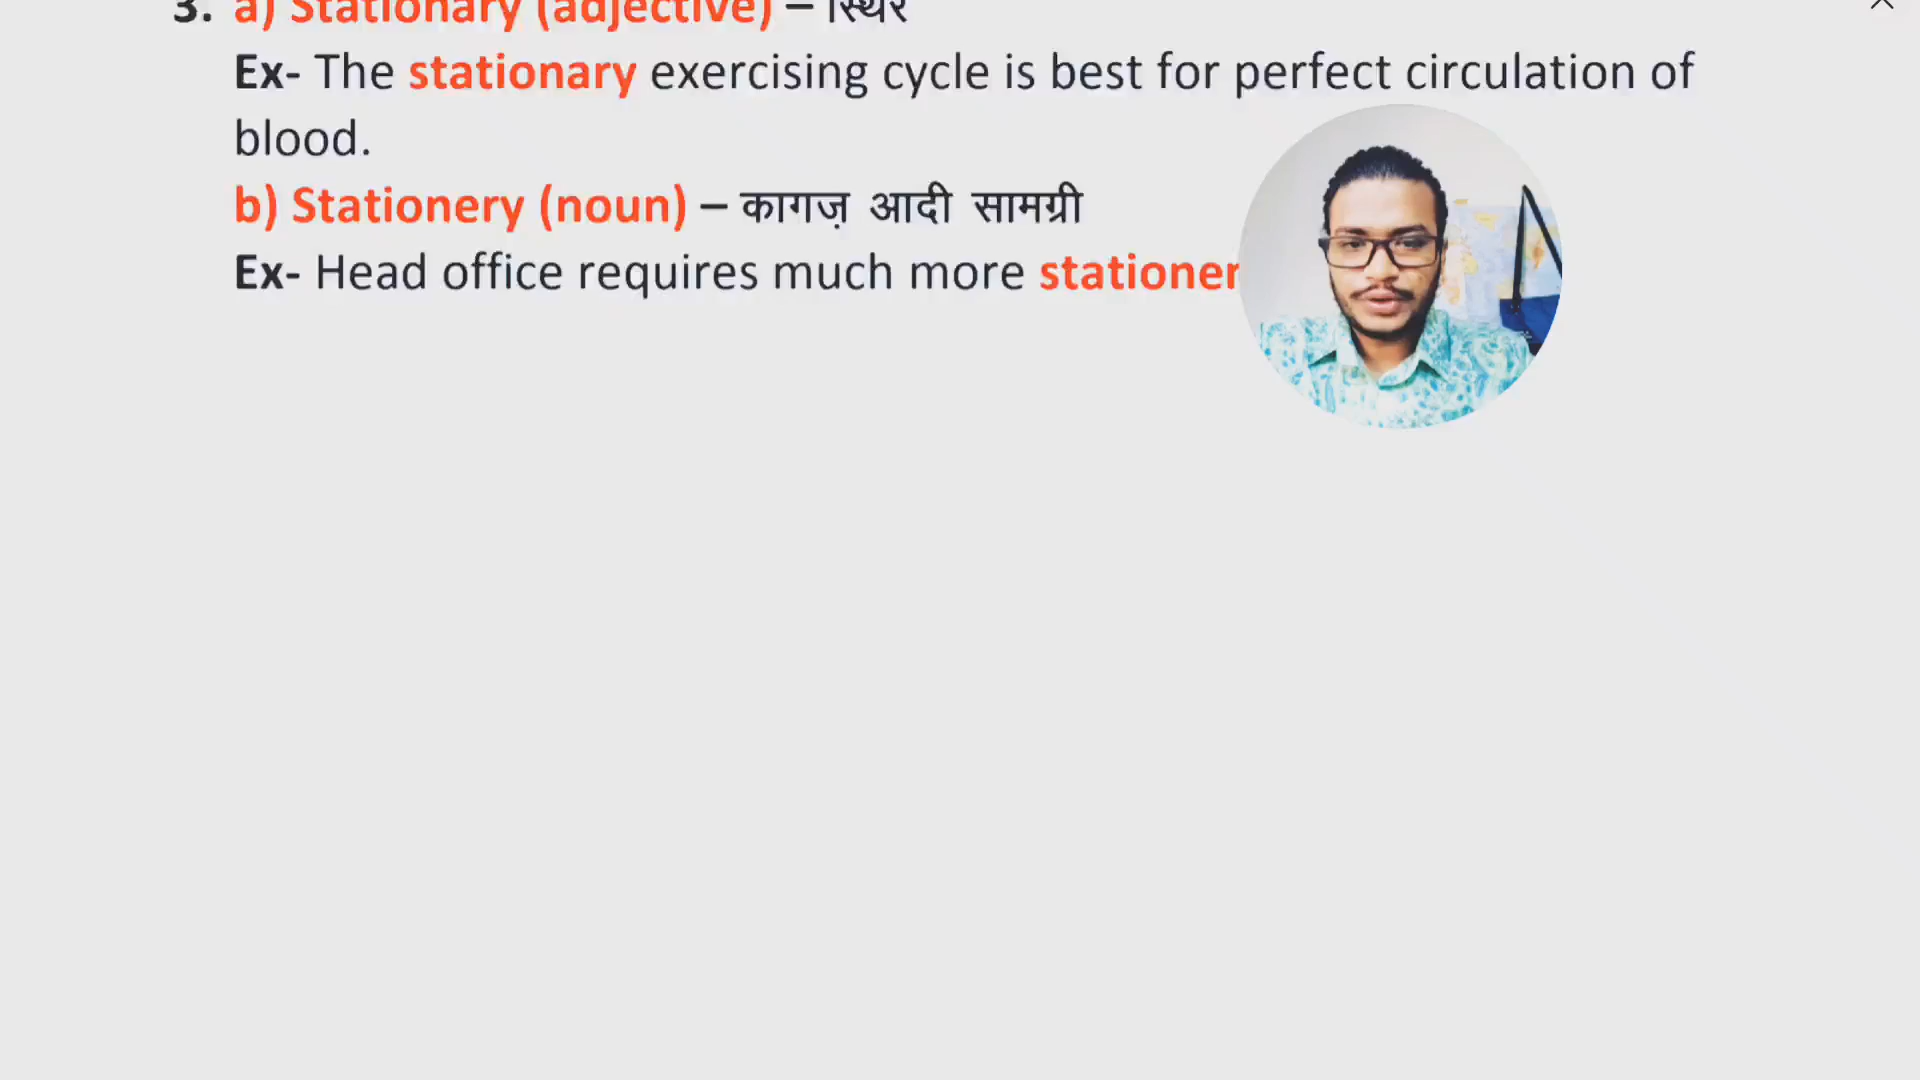 3. a) Stationary (adjective) – स्थिर
Ex- The stationary exercising cycle is best for perfect circulation of
blood.
b) Stationery (noun) – कागज़ आदी सामग्री
Ex- Head office requires much more